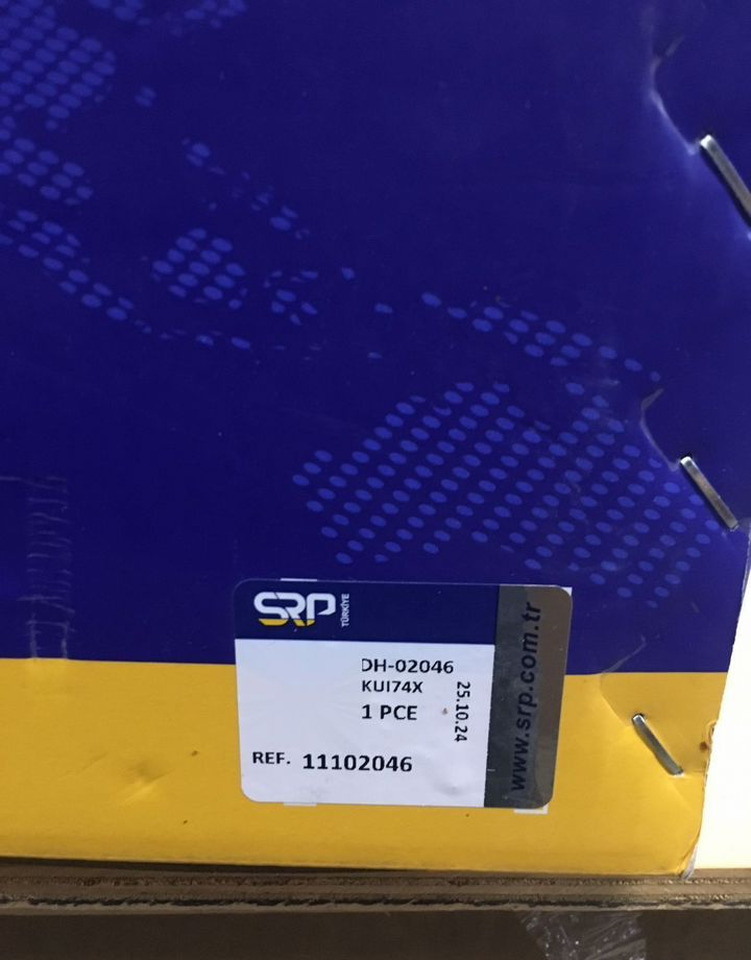 SRP TÜRKİYE
DH-02046
KUI74X
1 PCE
25.10.24
REF. 11102046
www.srp.com.tr